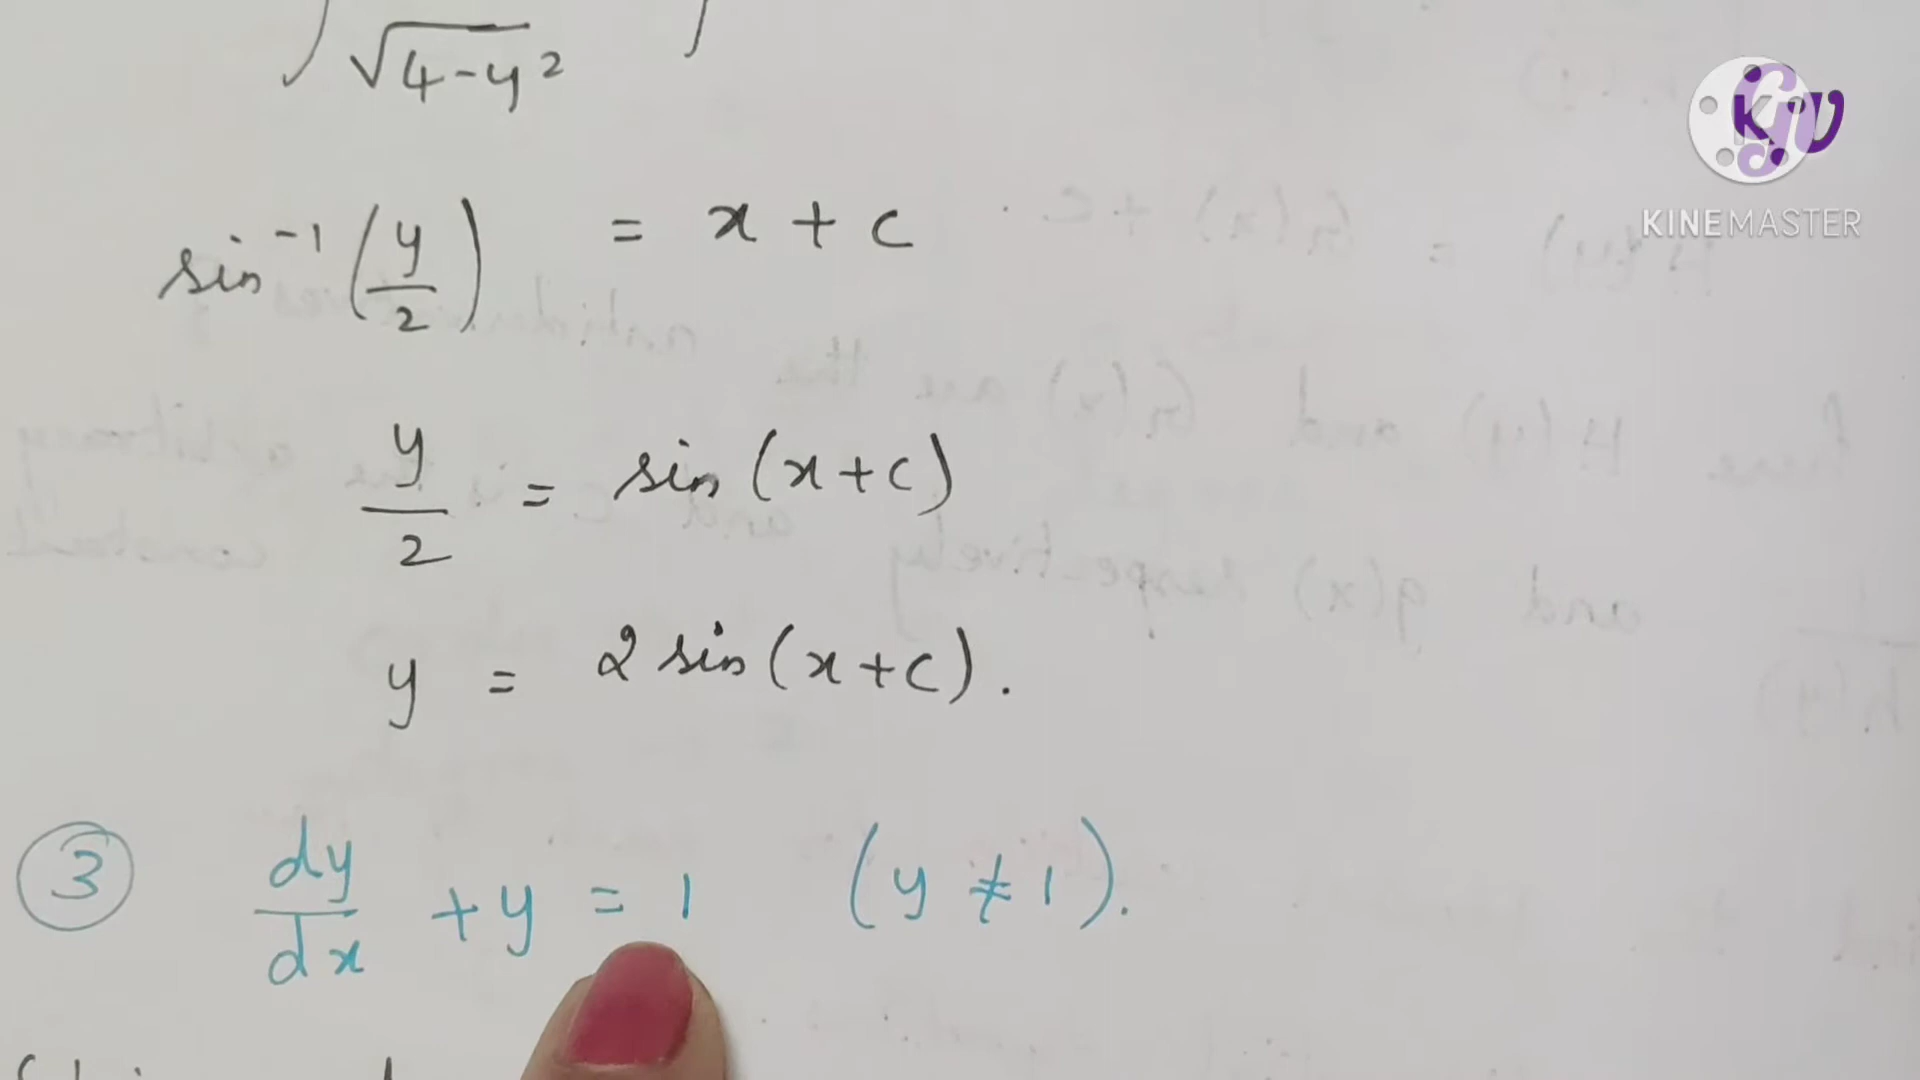 ∫ √4-y² ∫
sin⁻¹(y/2) = x + c
y/2 = sin(x+c)
y = 2 sin(x+c).
③ dy/dx + y = 1 (y ≠ 1).
KINEMASTER